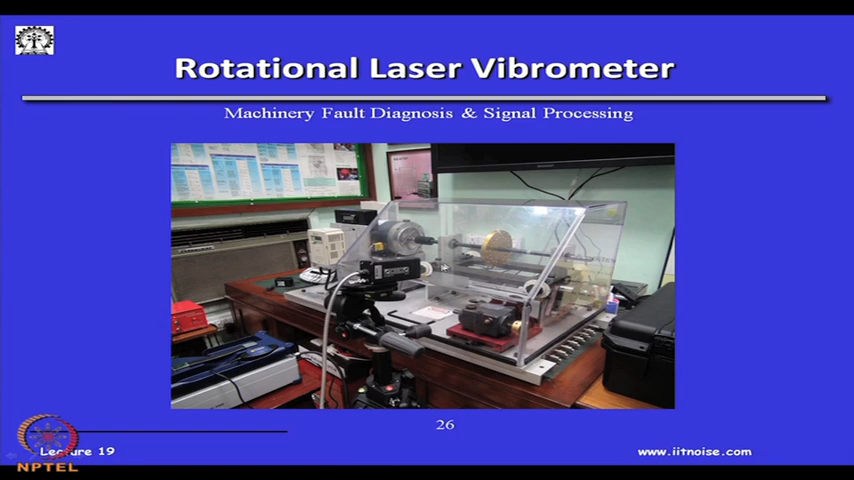 Rotational Laser Vibrometer
Machinery Fault Diagnosis & Signal Processing
26
Lecture 19
www.iitnoise.com
NPTEL